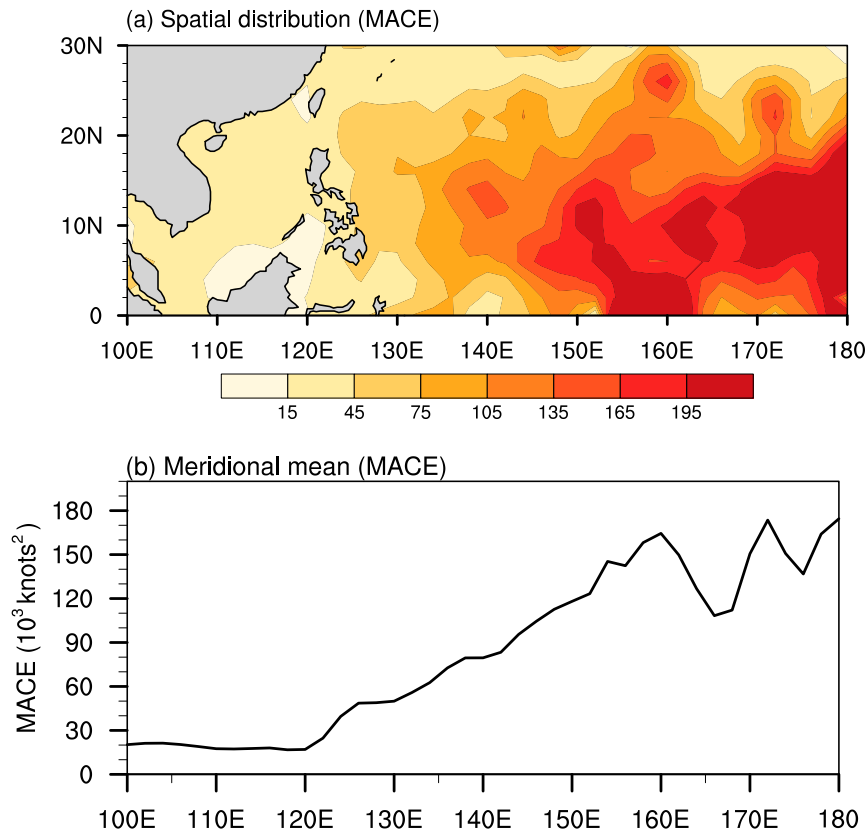 (a) Spatial distribution (MACE)
30N
20N
10N
0
100E 110E 120E 130E 140E 150E 160E 170E 180
15 45 75 105 135 165 195
(b) Meridional mean (MACE)
MACE (10³ knots²)
180
150
120
90
60
30
0
100E 110E 120E 130E 140E 150E 160E 170E 180E